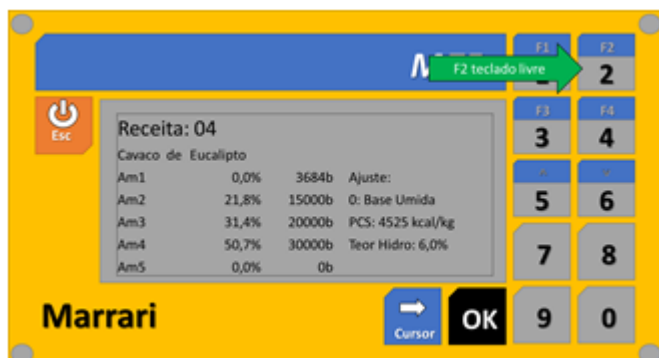 F1 F2
F2 teclado livre
2
Esc
F3 F4
3 4
Receita: 04
Cavaco de Eucalipto
Am1 0,0% 3684b Ajuste:
Am2 21,8% 15000b 0: Base Umida
Am3 31,4% 20000b PCS: 4525 kcal/kg
Am4 50,7% 30000b Teor Hidro: 6,0%
Am5 0,0% 0b
5 6
7 8
Marrari
Cursor
OK
9 0